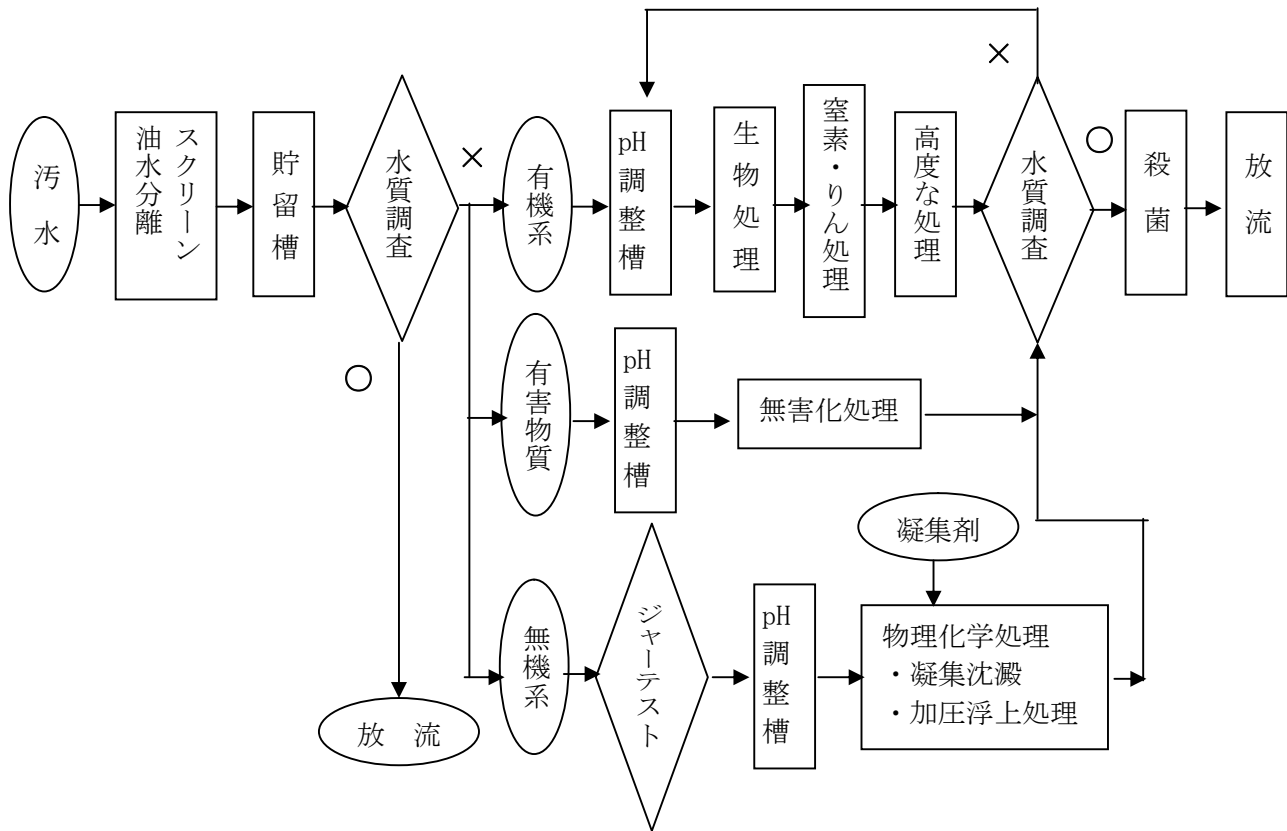 汚水
スクリーン
油水分離
貯留槽
水質調査
×
○
有機系
pH調整槽
生物処理
窒素・りん処理
高度な処理
水質調査
×
○
殺菌
放流
有害物質
pH調整槽
無害化処理
無機系
ジャーテスト
pH調整槽
凝集剤
物理化学処理
・凝集沈澱
・加圧浮上処理
放 流